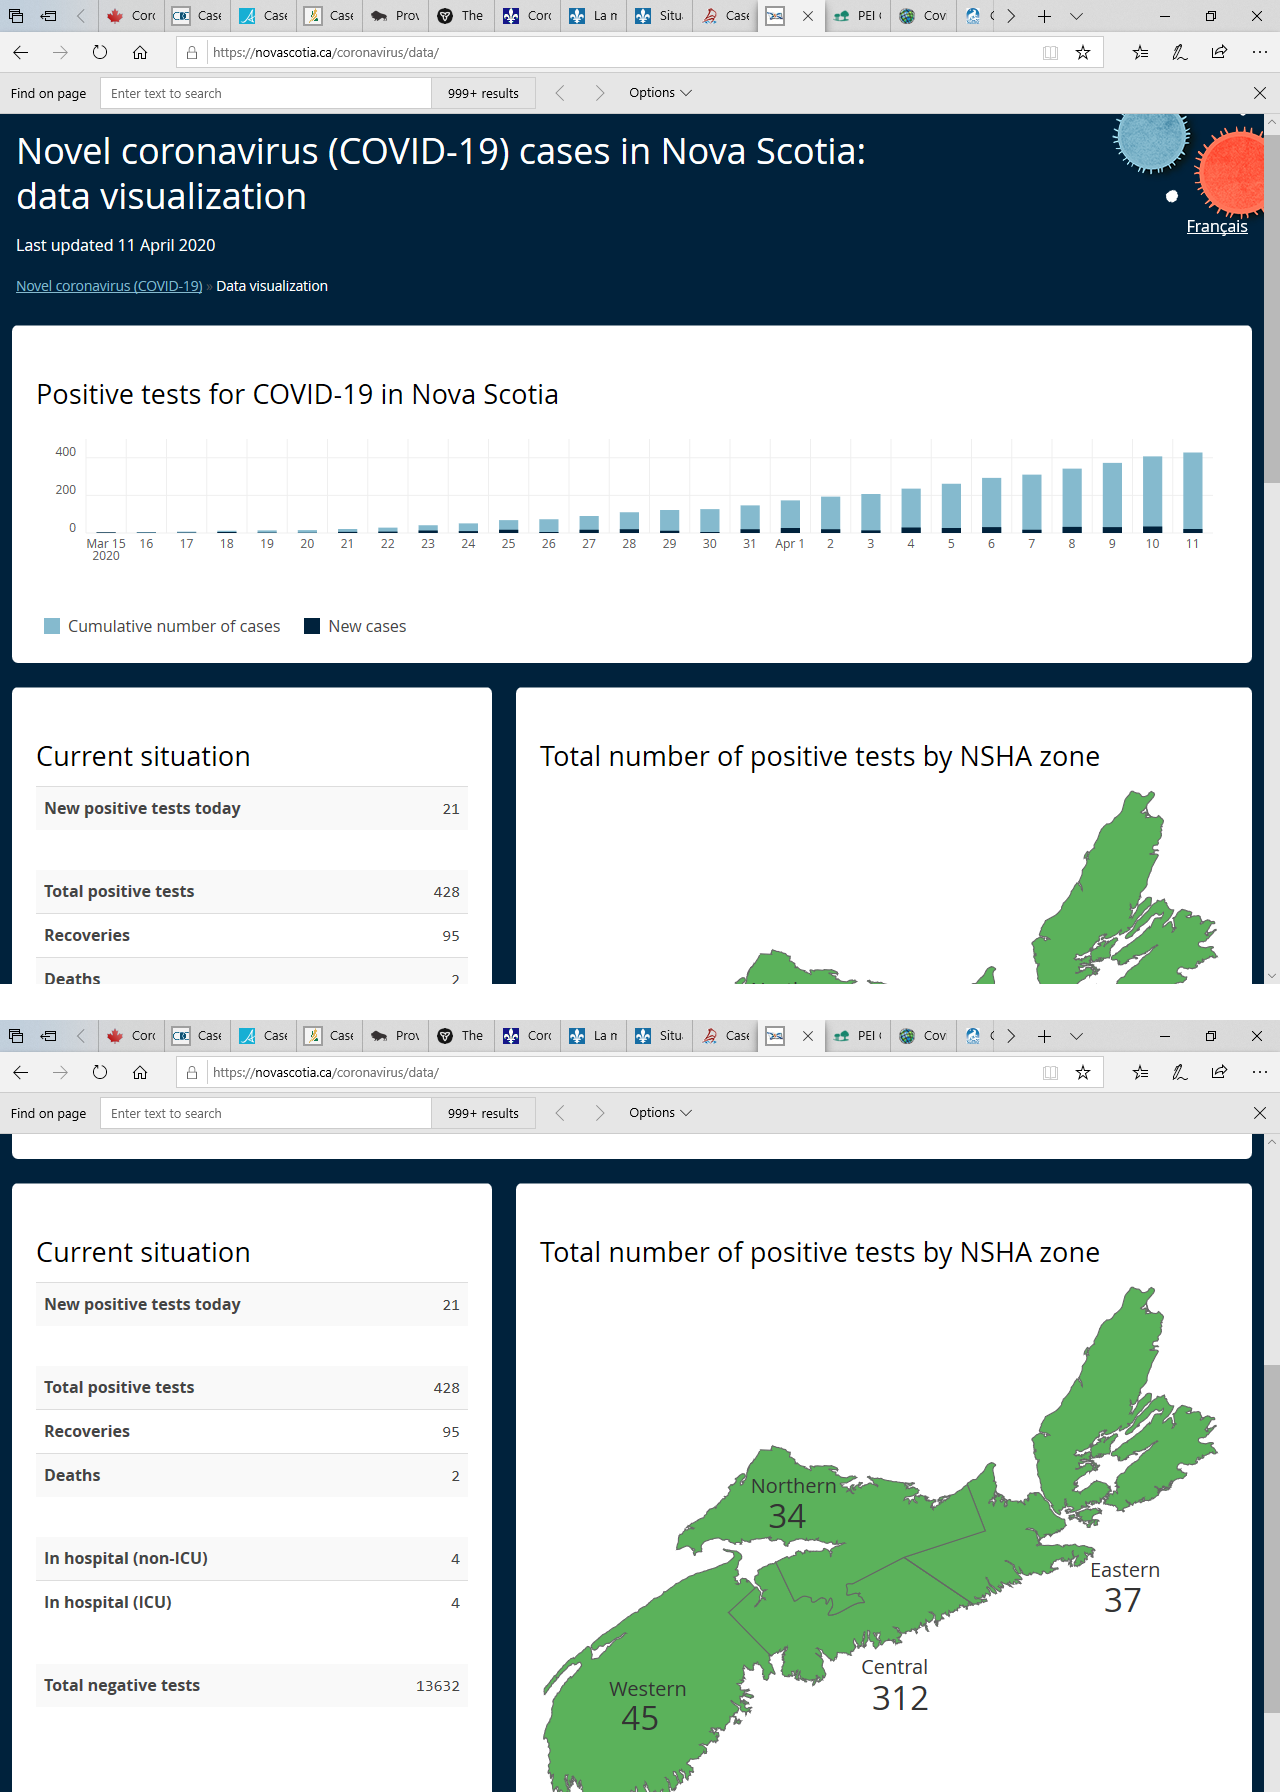 Corc
Case
Case
Case
Prov
The
Corc
La m
Situ
Case
PEI
Cov
https://novascotia.ca/coronavirus/data/
Find on page
Enter text to search
999+ results
Options
Novel coronavirus (COVID-19) cases in Nova Scotia:
data visualization
Français
Last updated 11 April 2020
Novel coronavirus (COVID-19) » Data visualization
Positive tests for COVID-19 in Nova Scotia
400
200
0
Mar 15 16 17 18 19 20 21 22 23 24 25 26 27 28 29 30 31 Apr 1 2 3 4 5 6 7 8 9 10 11
2020
Cumulative number of cases New cases
Current situation
New positive tests today 21
Total positive tests 428
Recoveries 95
Deaths 2
Total number of positive tests by NSHA zone
Corc
Case
Case
Case
Prov
The
Corc
La m
Situ
Case
PEI
Cov
https://novascotia.ca/coronavirus/data/
Find on page
Enter text to search
999+ results
Options
Current situation
New positive tests today 21
Total positive tests 428
Recoveries 95
Deaths 2
In hospital (non-ICU) 4
In hospital (ICU) 4
Total negative tests 13632
Total number of positive tests by NSHA zone
Northern
34
Eastern
37
Central
312
Western
45